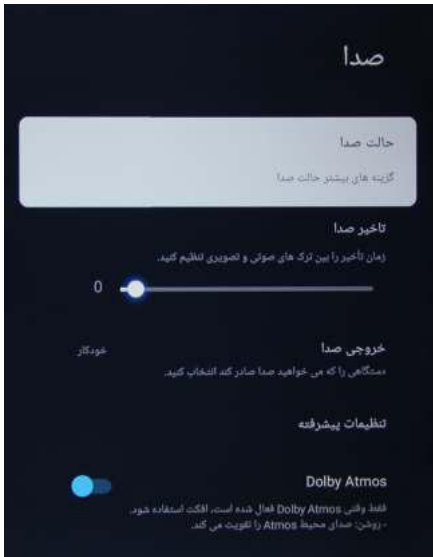 صدا
حالت صدا
گزینه های بیشتر حالت صدا
تاخیر صدا
زمان تأخیر را بین ترک های صوتی و تصویری تنظیم کنید.
0
خروجی صدا
خودکار
دستگاهی را که می خواهید صدا صادر کند انتخاب کنید.
تنظیمات پیشرفته
Dolby Atmos
فقط وقتی Dolby Atmos فعال شده است، افکت استفاده شود.
- روشن: صدای محیط Atmos را تقویت می کند.